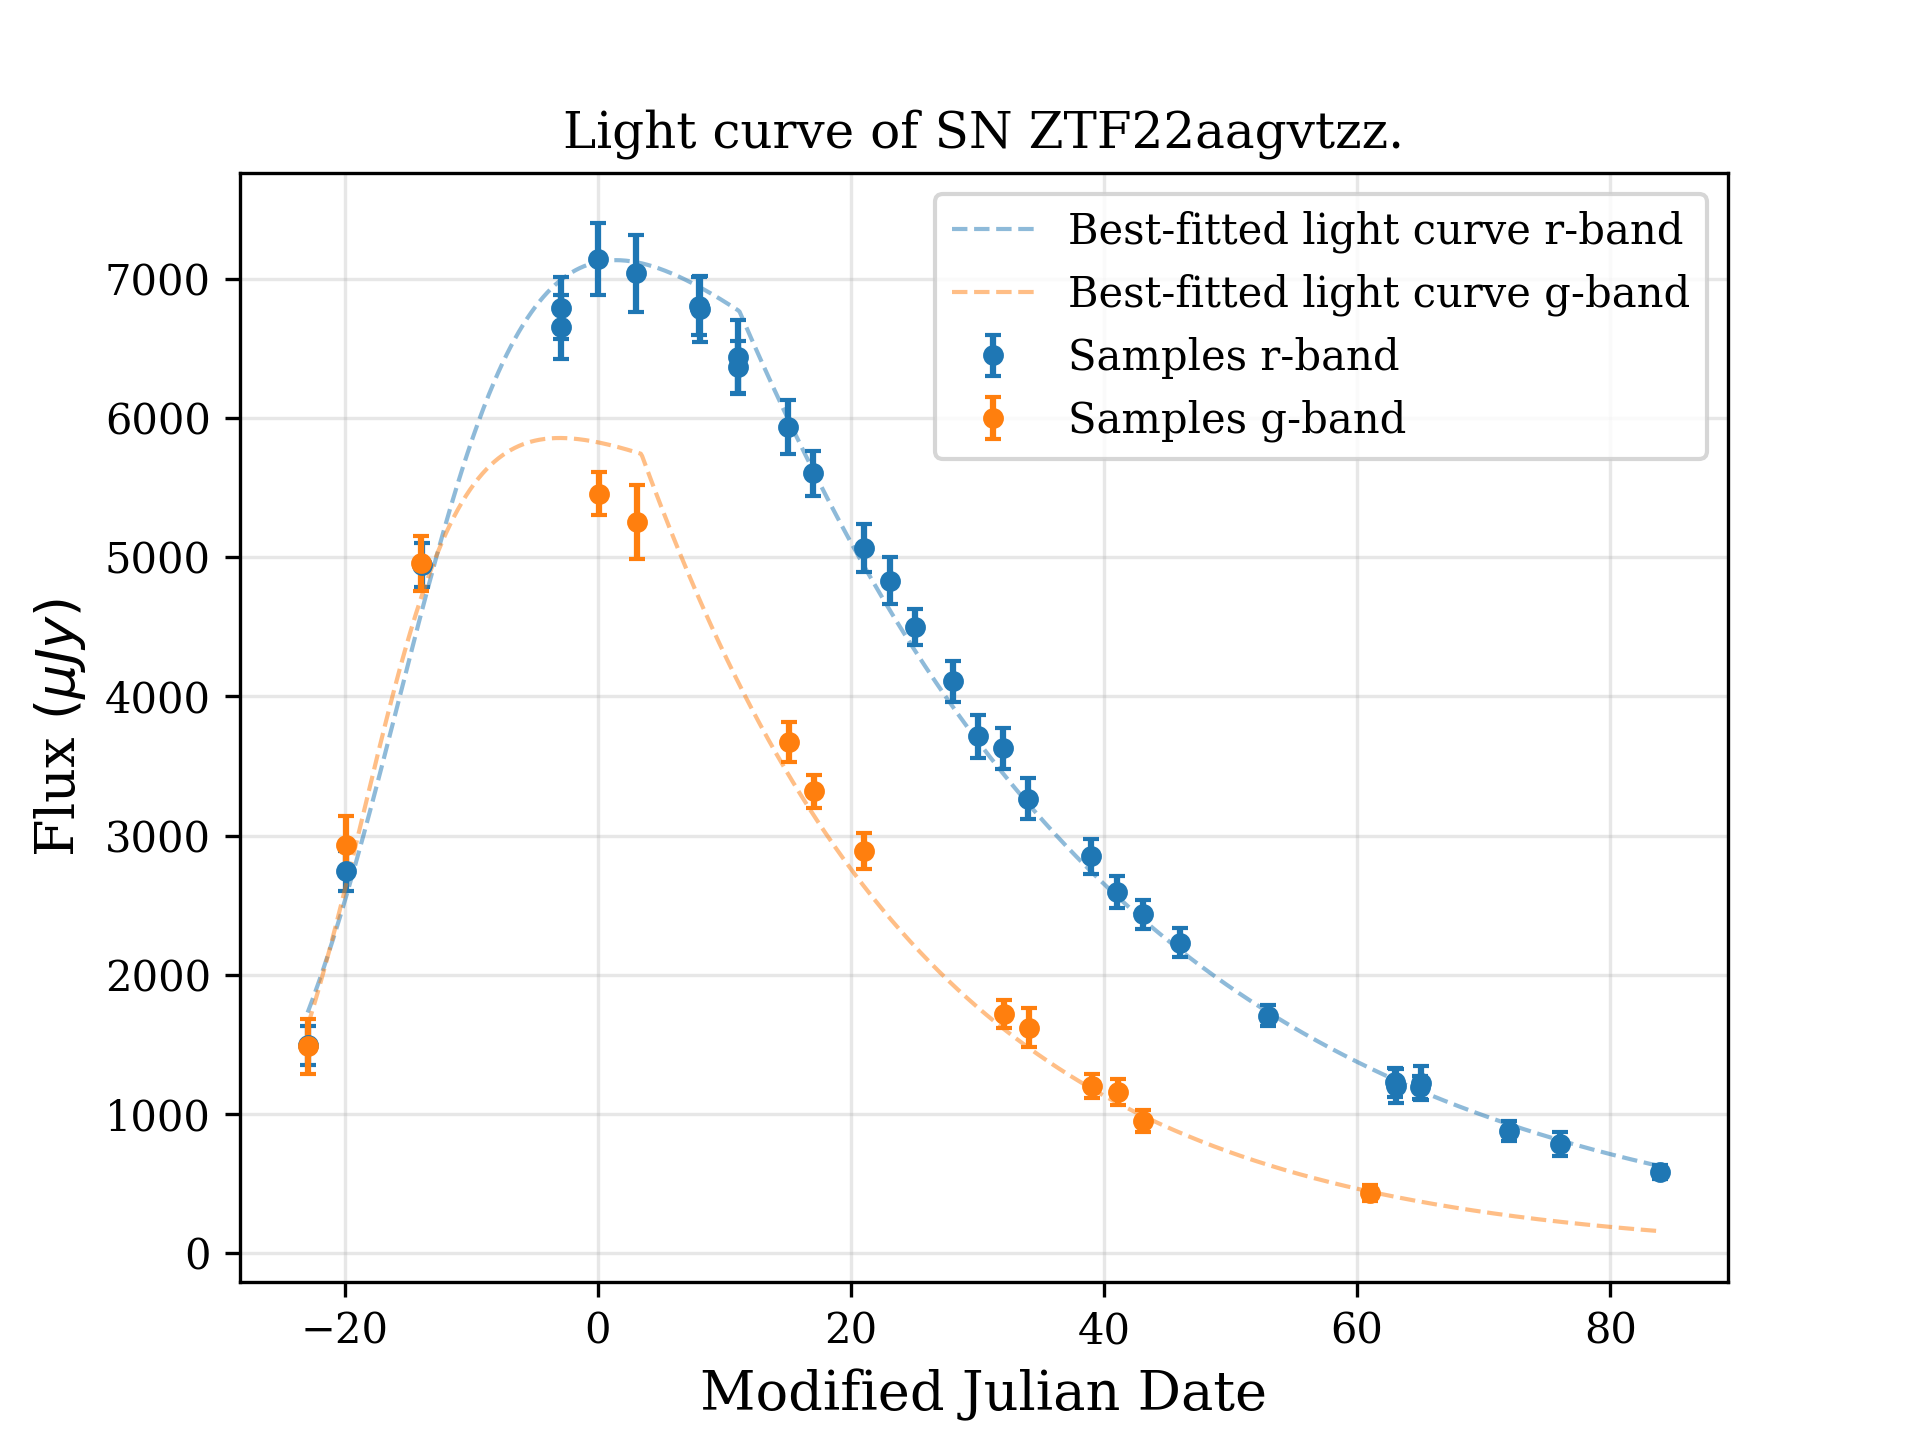 Light curve of SN ZTF22aagvtzz.
Best-fitted light curve r-band
Best-fitted light curve g-band
Samples r-band
Samples g-band
Flux (μJy)
7000
6000
5000
4000
3000
2000
1000
0
−20 0 20 40 60 80
Modified Julian Date